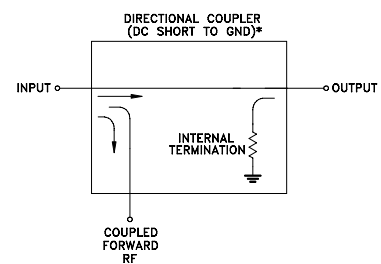 DIRECTIONAL COUPLER
(DC SHORT TO GND)*
INPUT
OUTPUT
INTERNAL
TERMINATION
COUPLED
FORWARD
RF